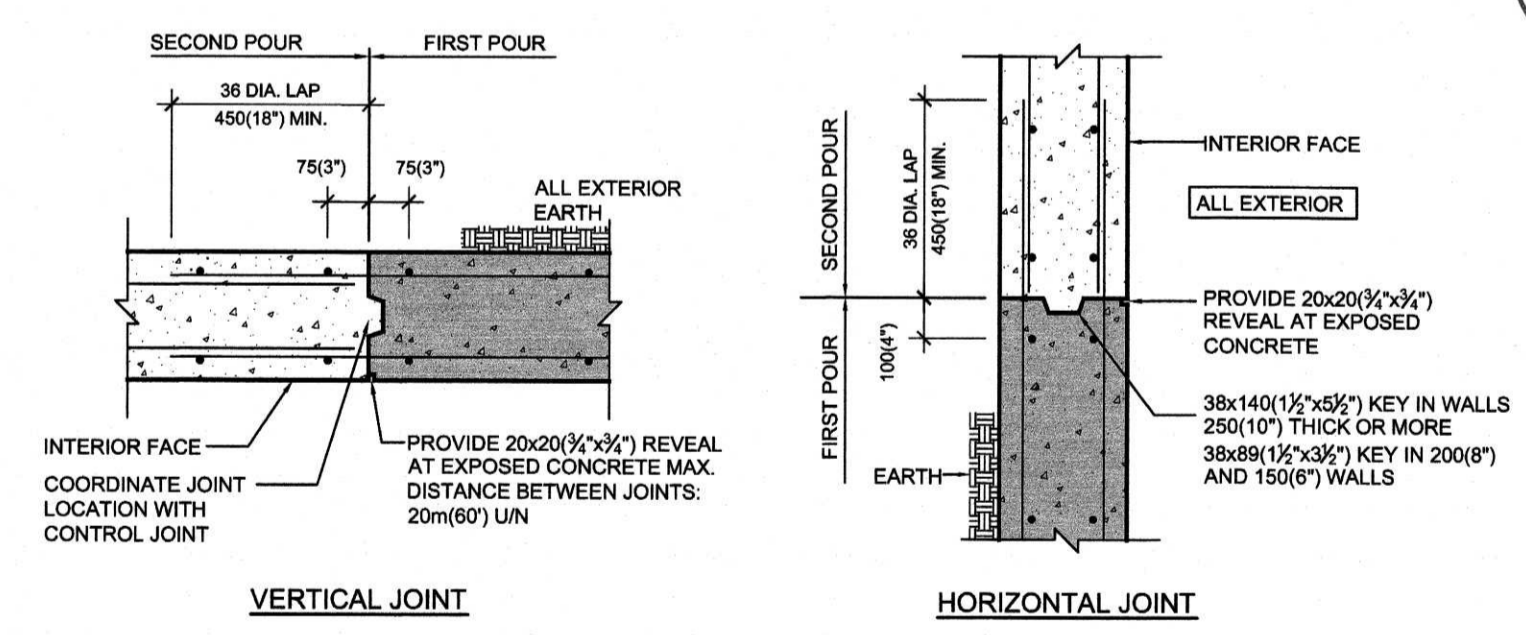 SECOND POUR
FIRST POUR
36 DIA. LAP
450(18") MIN.
75(3")
75(3")
ALL EXTERIOR
EARTH
INTERIOR FACE
COORDINATE JOINT
LOCATION WITH
CONTROL JOINT
PROVIDE 20x20(¾"x¾") REVEAL
AT EXPOSED CONCRETE MAX.
DISTANCE BETWEEN JOINTS:
20m(60') U/N
VERTICAL JOINT
SECOND POUR
FIRST POUR
36 DIA. LAP
450(18") MIN.
100(4")
EARTH
INTERIOR FACE
ALL EXTERIOR
PROVIDE 20x20(¾"x¾")
REVEAL AT EXPOSED
CONCRETE
38x140(1½"x5½") KEY IN WALLS
250(10") THICK OR MORE
38x89(1½"x3½") KEY IN 200(8")
AND 150(6") WALLS
HORIZONTAL JOINT